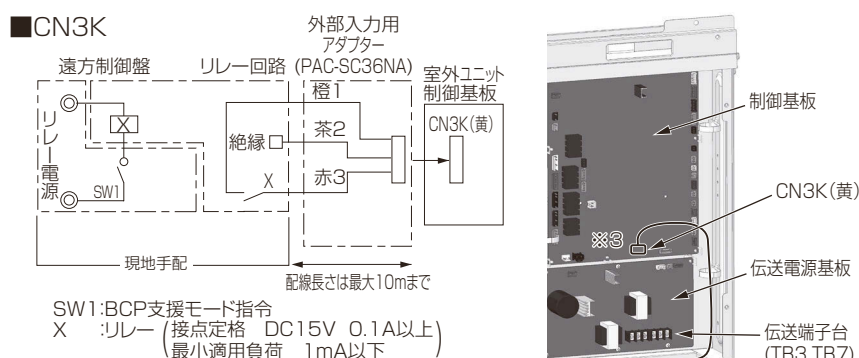 ■CN3K
遠方制御盤
リレー回路
外部入力用
アダプター
(PAC-SC36NA)
室外ユニット
制御基板
CN3K(黄)
橙1
茶2
赤3
絶縁
X
X
SW1
リレー電源
現地手配
配線長さは最大10mまで
SW1:BCP支援モード指令
X :リレー(接点定格 DC15V 0.1A以上
最小適用負荷 1mA以下)
制御基板
CN3K(黄)
※3
伝送電源基板
伝送端子台
(TB3,TB7)